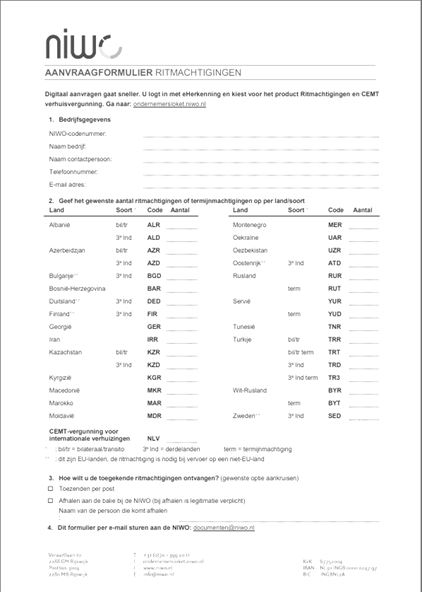 niwo
AANVRAAGFORMULIER RITMACHTIGINGEN
Digitaal aanvragen gaat sneller. U logt in met eHerkenning en kiest voor het product Ritmachtigingen en CEMT
verhuisvergunning. Ga naar: ondernemersloket.niwo.nl
1. Bedrijfsgegevens
NIWO-codenummer:
Naam bedrijf:
Naam contactpersoon:
Telefoonnummer:
E-mail adres:
2. Geef het gewenste aantal ritmachtigingen of termijnmachtigingen op per land/soort
Land Soort Code Aantal Land Soort Code Aantal
Albanië bil/tr ALR Montenegro MER
3e lnd ALD Oekraïne UAR
Azerbeidzjan bil/tr AZR Oezbekistan UZR
3e lnd AZD Oostenrijk** 3e lnd ATD
Bulgarije** 3e lnd BGD Rusland RUR
Bosnië-Herzegovina BAR term RUT
Duitsland** 3e lnd DED Servië YUR
Finland** 3e lnd FIR term YUD
Georgië GER Tunesië TNR
Iran IRR Turkije bil/tr TRR
Kazachstan bil/tr KZR bil/tr term TRT
3e lnd KZD 3e lnd TRD
Kyrgzië KGR 3e lnd term TR3
Macedonië MKR Wit-Rusland BYR
Marokko MAR term BYT
Moldavië MDR Zweden** 3e lnd SED
CEMT-vergunning voor
internationale verhuizingen NLV
* : bil/tr = bilateraal/transito 3e lnd = derdelanden term = termijnmachtiging
** : dit zijn EU-landen, de ritmachtiging is nodig bij vervoer op een niet-EU-land
3. Hoe wilt u de toegekende ritmachtigingen ontvangen? (gewenste optie aankruisen)
Toezenden per post
Afhalen aan de balie bij de NIWO (bij afhalen is legitimatie verplicht)
Naam van de persoon die komt afhalen
:
4. Dit formulier per e-mail sturen aan de NIWO: documenten@niwo.nl